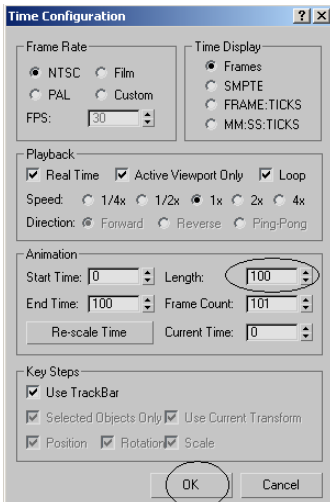 Time Configuration
Frame Rate
NTSC Film
PAL Custom
FPS: 30
Time Display
Frames
SMPTE
FRAME:TICKS
MM:SS:TICKS
Playback
Real Time Active Viewport Only Loop
Speed: 1/4x 1/2x 1x 2x 4x
Direction: Forward Reverse Ping-Pong
Animation
Start Time: 0 Length: 100
End Time: 100 Frame Count: 101
Re-scale Time Current Time: 0
Key Steps
Use TrackBar
Selected Objects Only Use Current Transform
Position Rotation Scale
OK Cancel